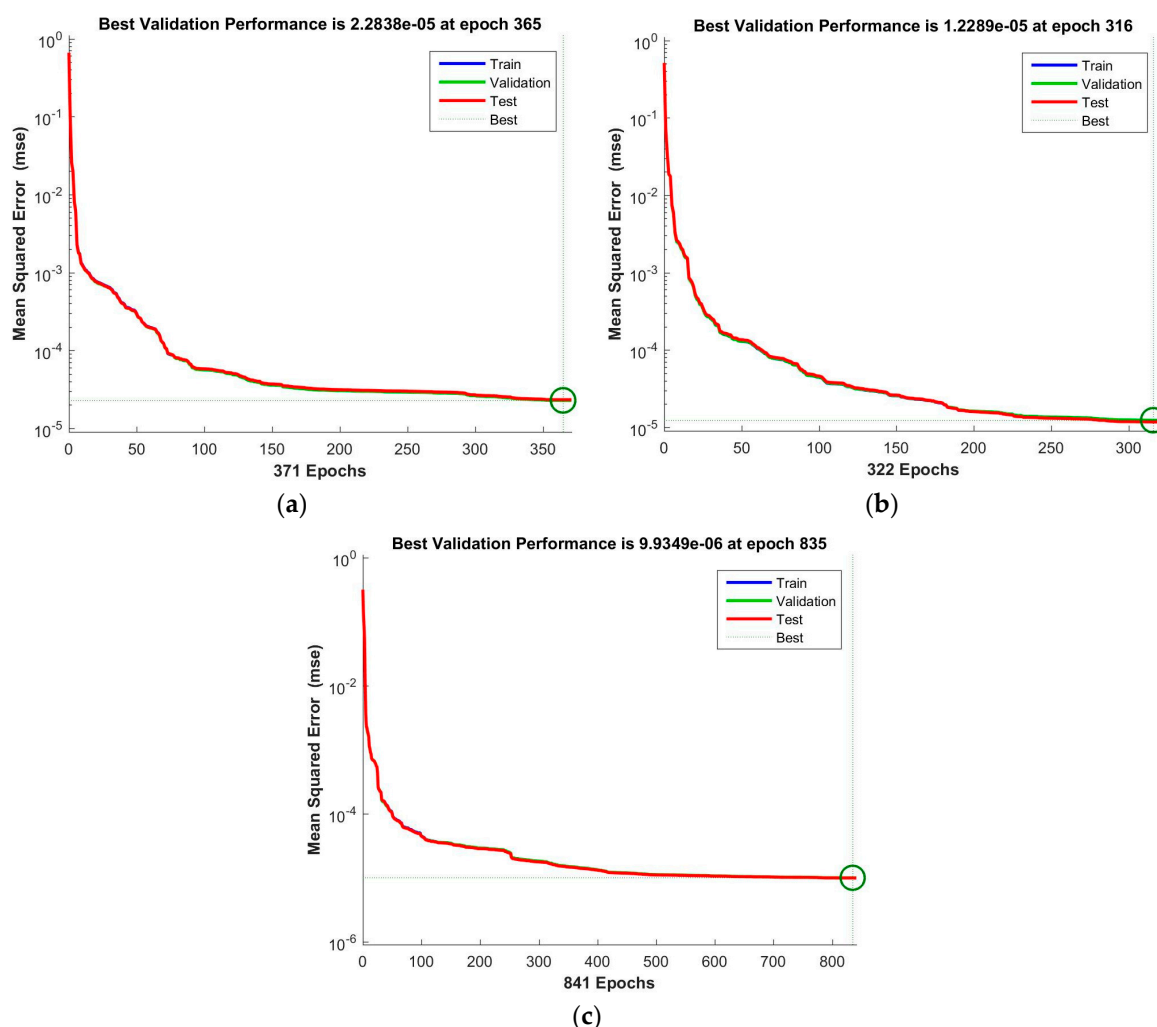 Best Validation Performance is 2.2838e-05 at epoch 365
10^0
10^-1
10^-2
10^-3
10^-4
10^-5
Mean Squared Error (mse)
Train
Validation
Test
Best
0 50 100 150 200 250 300 350
371 Epochs
(a)
Best Validation Performance is 1.2289e-05 at epoch 316
10^0
10^-1
10^-2
10^-3
10^-4
10^-5
Mean Squared Error (mse)
Train
Validation
Test
Best
0 50 100 150 200 250 300
322 Epochs
(b)
Best Validation Performance is 9.9349e-06 at epoch 835
10^0
10^-2
10^-4
10^-6
Mean Squared Error (mse)
Train
Validation
Test
Best
0 100 200 300 400 500 600 700 800
841 Epochs
(c)